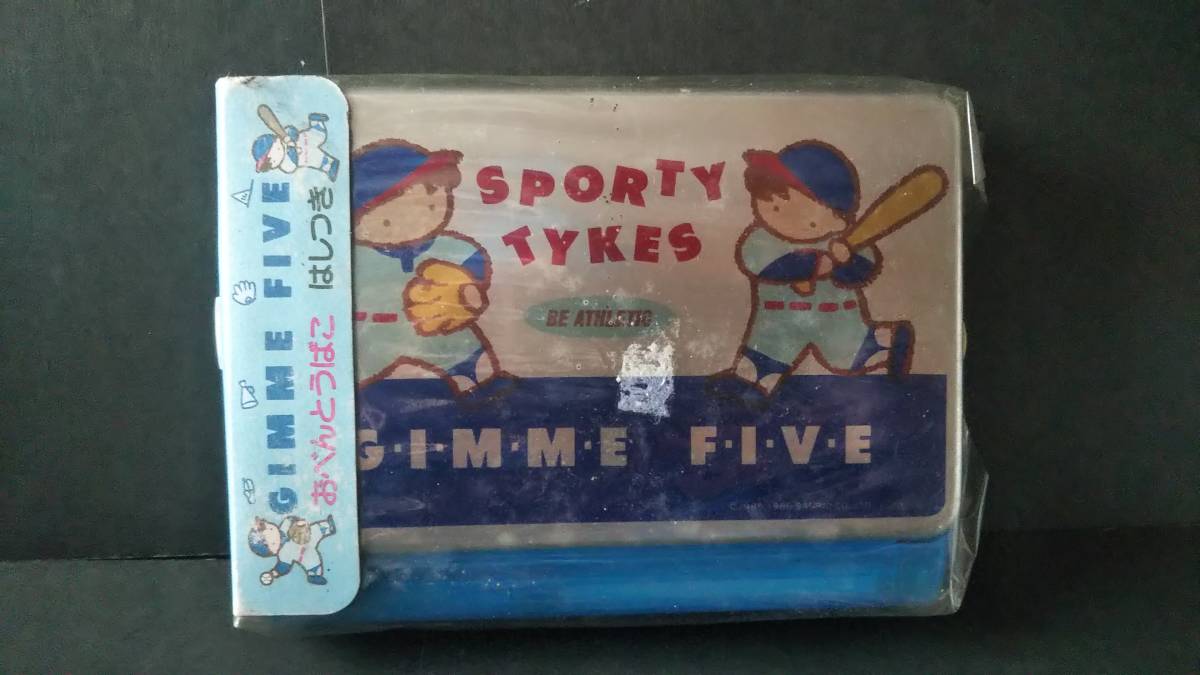 GIMME FIVE
おべんとうばこ はしつき
SPORTY
TYKES
BE ATHLETIC
G·I·M·M·E F·I·V·E